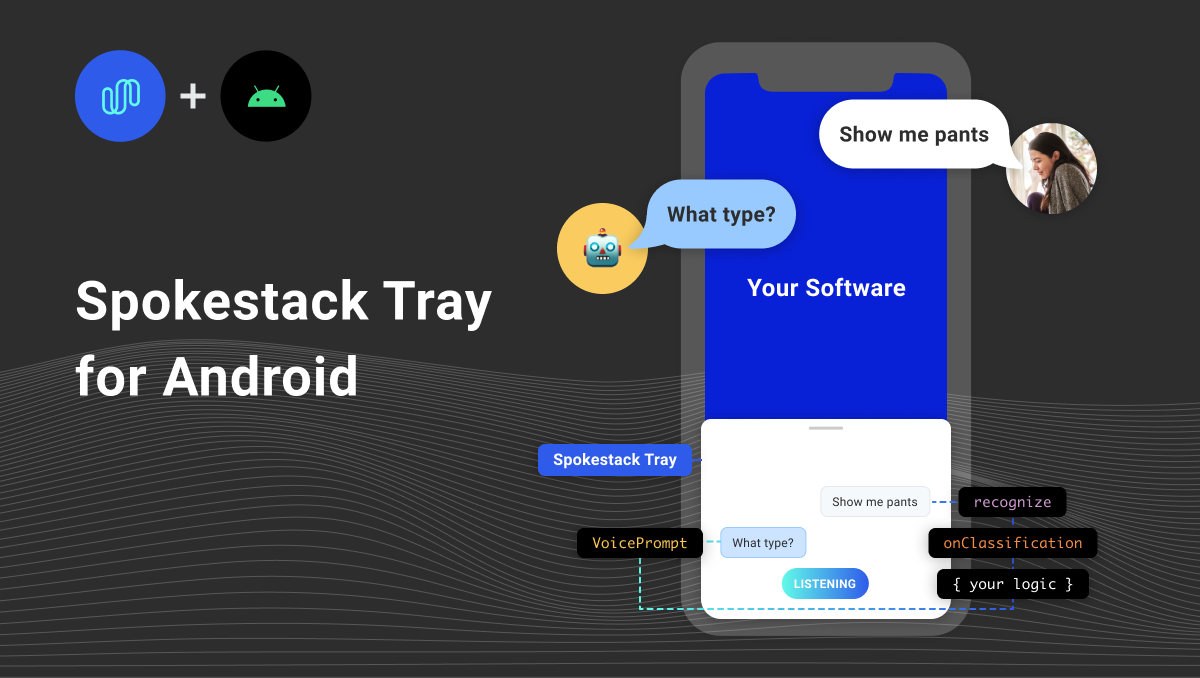 Spokestack Tray
for Android
Show me pants
What type?
Your Software
Spokestack Tray
Show me pants
recognize
VoicePrompt
What type?
onClassification
LISTENING
{ your logic }